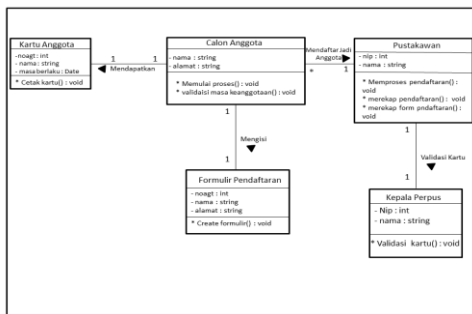 Kartu Anggota
-noagt : int
- nama : string
- masa berlaku : Date
* Cetak kartu() : void
1 1
Mendapatkan
Calon Anggota
- nama : string
- alamat : string
* Memulai proses() : void
* validaisi masa keanggotaan() : void
Mendaftar Jadi
Anggota
* 1
Pustakawan
- nip : int
- nama : string
* Memproses pendaftaran() :
void
* merekap pendaftaran() : void
* merekap form pndaftaran() :
void
1
Mengisi
1
Formulir Pendaftaran
- noagt : int
- nama : string
- alamat : string
* Create formulir() : void
1
Validasi Kartu
1
Kepala Perpus
- Nip : int
- nama : string
* Validasi kartu() : void